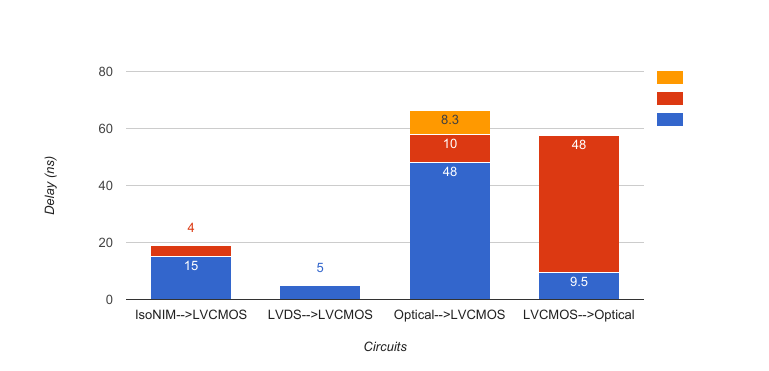 80
60
40
20
0
Delay (ns)
4
15
5
8.3
10
48
48
9.5
IsoNIM-->LVCMOS
LVDS-->LVCMOS
Optical-->LVCMOS
LVCMOS-->Optical
Circuits